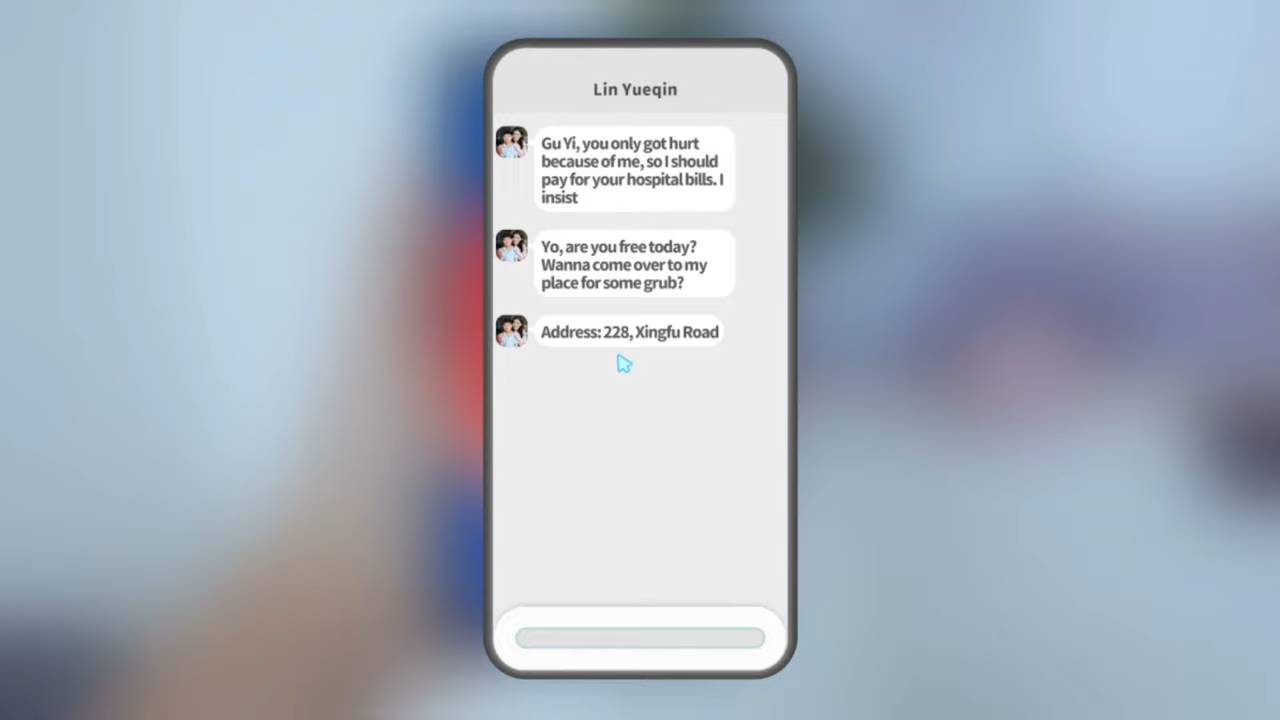 Lin Yueqin
Gu Yi, you only got hurt
because of me, so I should
pay for your hospital bills. I
insist
Yo, are you free today?
Wanna come over to my
place for some grub?
Address: 228, Xingfu Road